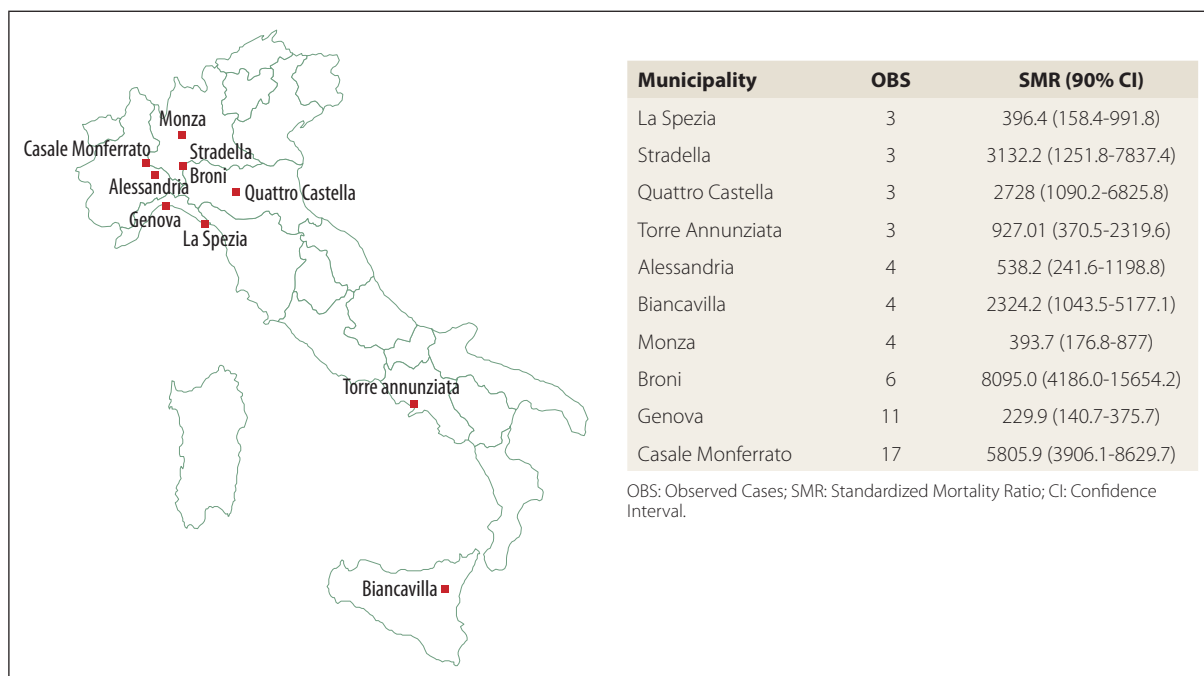 Monza
Casale Monferrato
Stradella
Broni
Alessandria
Quattro Castella
Genova
La Spezia
Torre annunziata
Biancavilla
Municipality OBS SMR (90% CI)
La Spezia 3 396.4 (158.4-991.8)
Stradella 3 3132.2 (1251.8-7837.4)
Quattro Castella 3 2728 (1090.2-6825.8)
Torre Annunziata 3 927.01 (370.5-2319.6)
Alessandria 4 538.2 (241.6-1198.8)
Biancavilla 4 2324.2 (1043.5-5177.1)
Monza 4 393.7 (176.8-877)
Broni 6 8095.0 (4186.0-15654.2)
Genova 11 229.9 (140.7-375.7)
Casale Monferrato 17 5805.9 (3906.1-8629.7)
OBS: Observed Cases; SMR: Standardized Mortality Ratio; CI: Confidence
Interval.